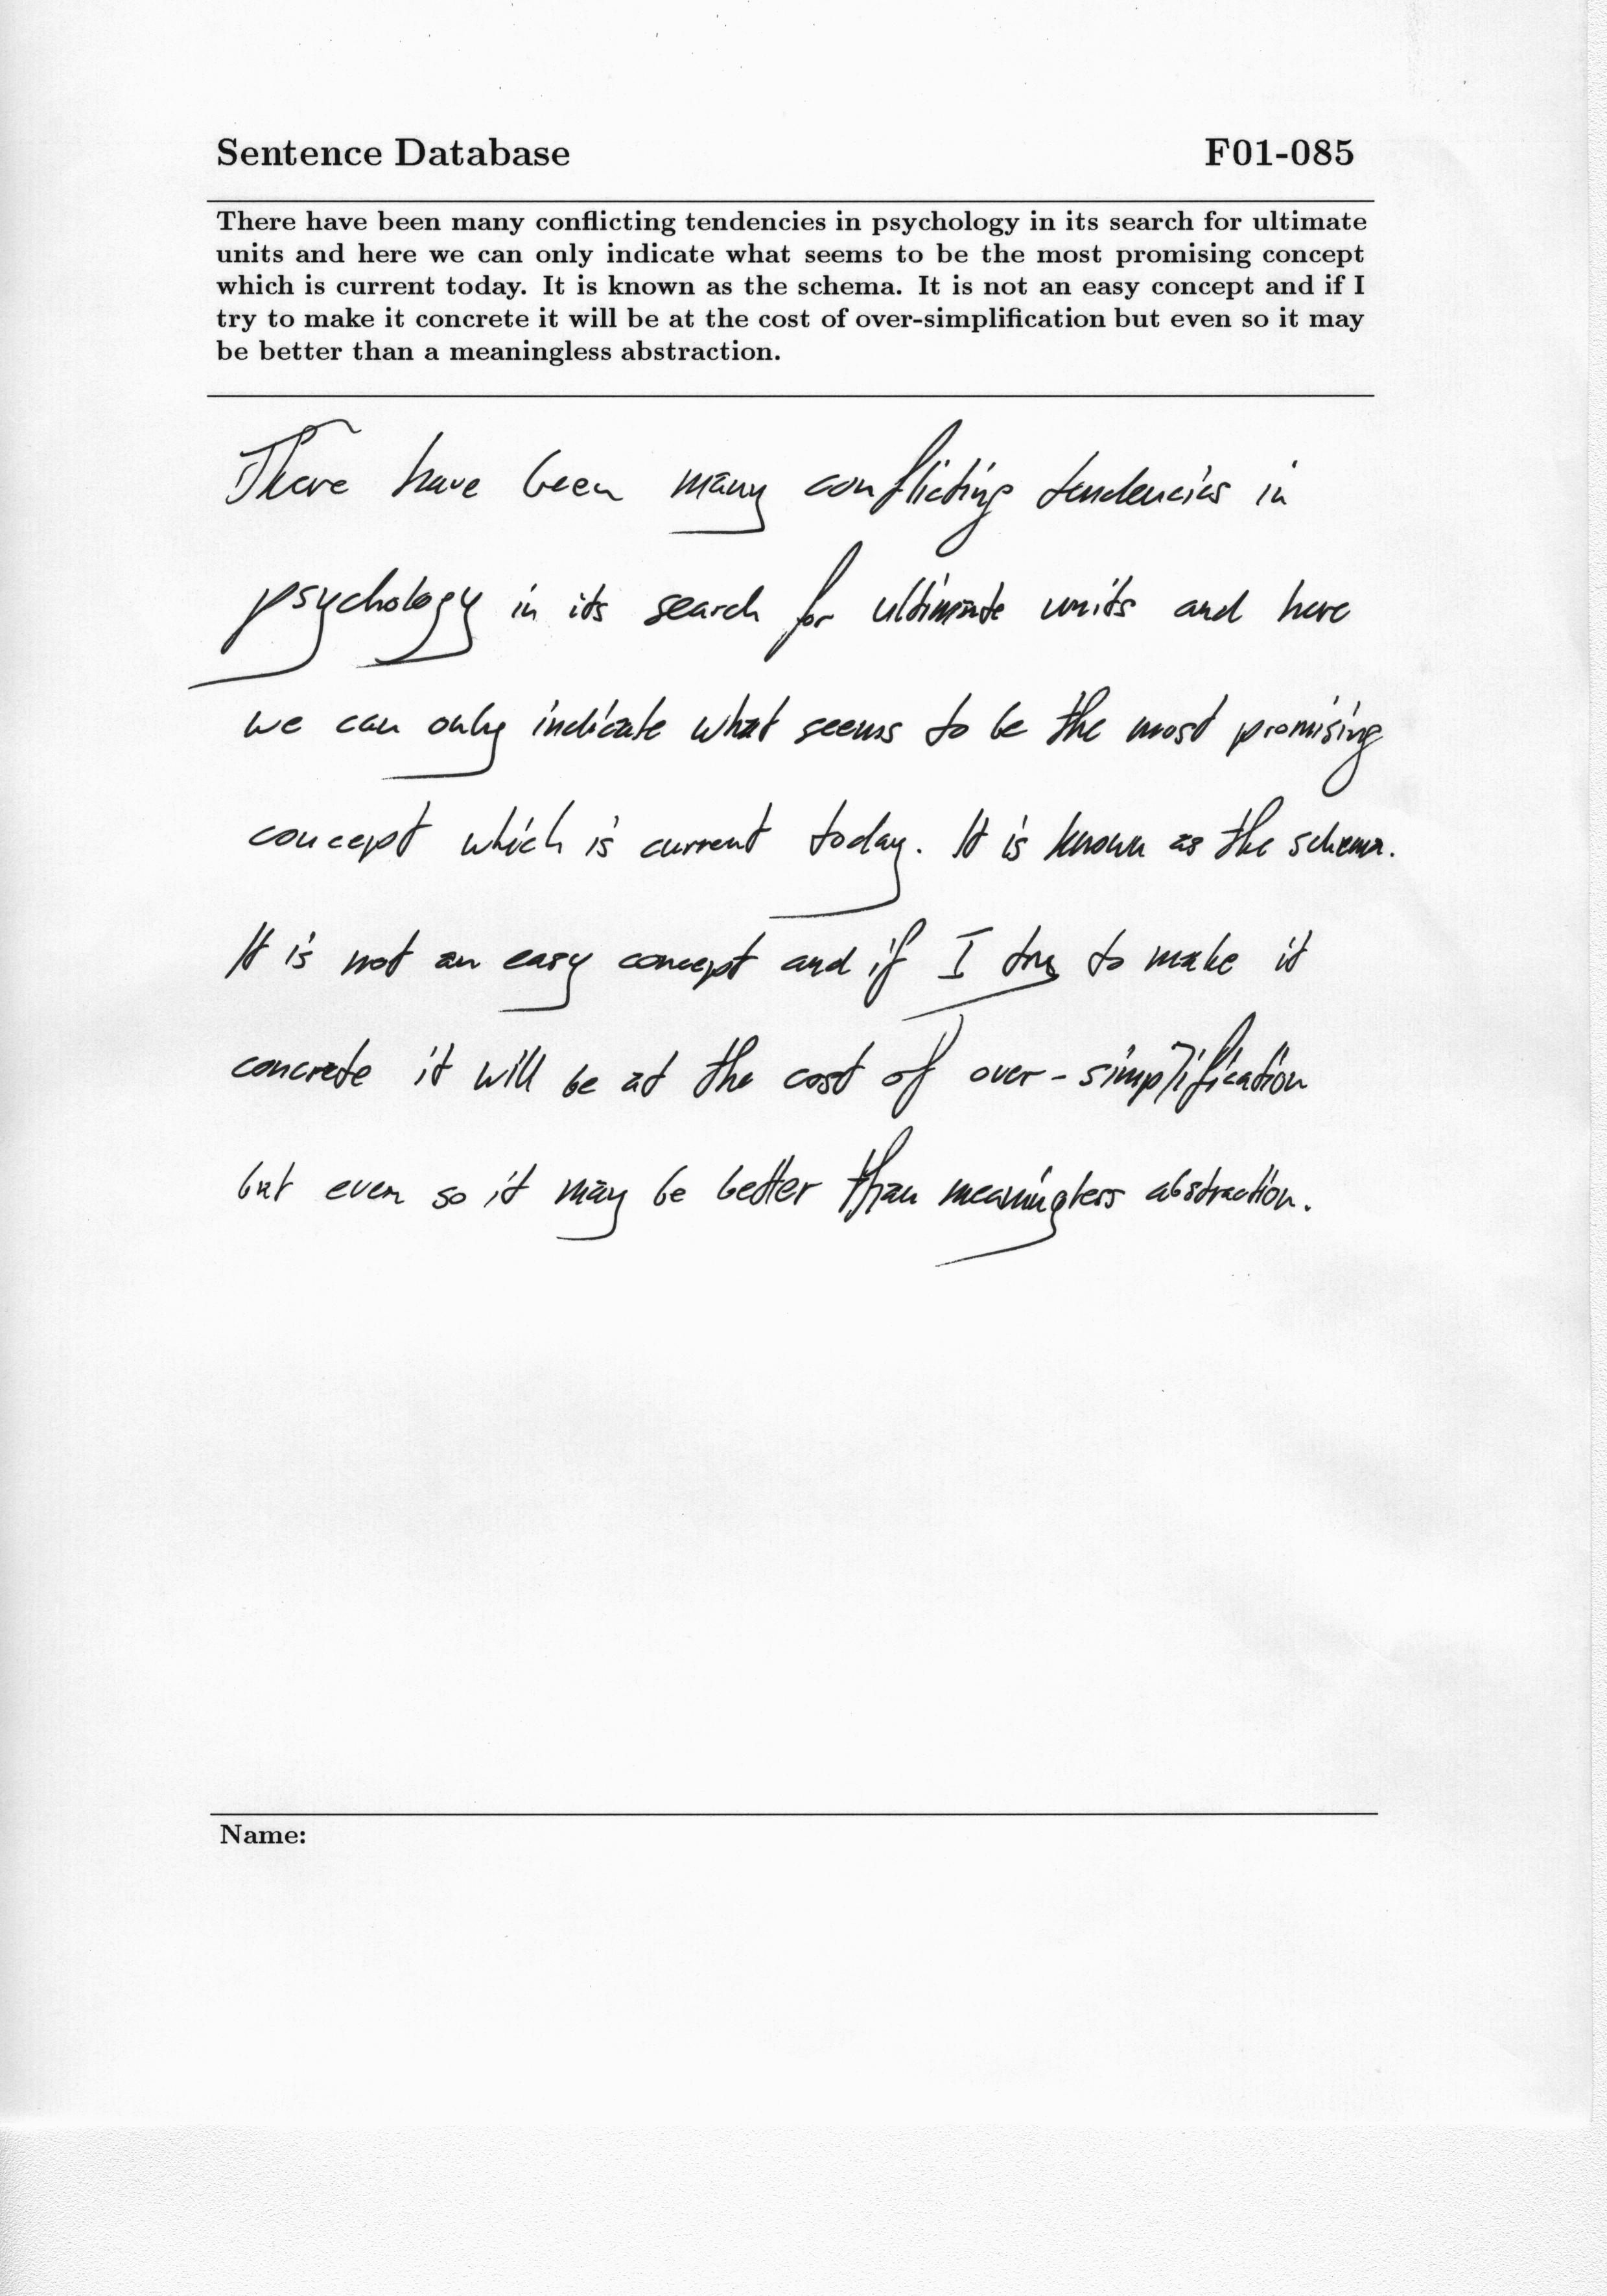 Sentence Database F01-085
There have been many conflicting tendencies in psychology in its search for ultimate
units and here we can only indicate what seems to be the most promising concept
which is current today. It is known as the schema. It is not an easy concept and if I
try to make it concrete it will be at the cost of over-simplification but even so it may
be better than a meaningless abstraction.
There have been many conflicting tendencies in
psychology in its search for ultimate units and here
we can only indicate what seems to be the most promising
concept which is current today. It is known as the schema.
It is not an easy concept and if I try to make it
concrete it will be at the cost of over-simplification
but even so it may be better than meaningless abstraction.
Name: